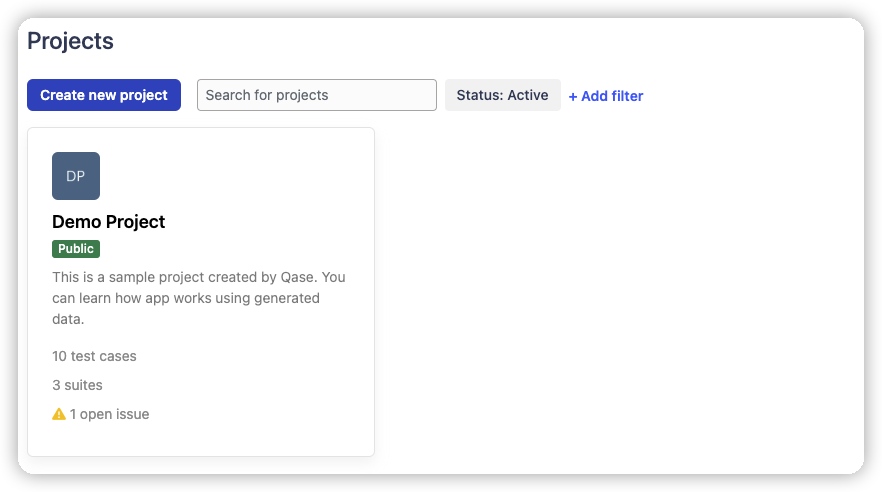 Projects
Create new project
Search for projects
Status: Active
+ Add filter
DP
Demo Project
Public
This is a sample project created by Qase. You
can learn how app works using generated
data.
10 test cases
3 suites
1 open issue